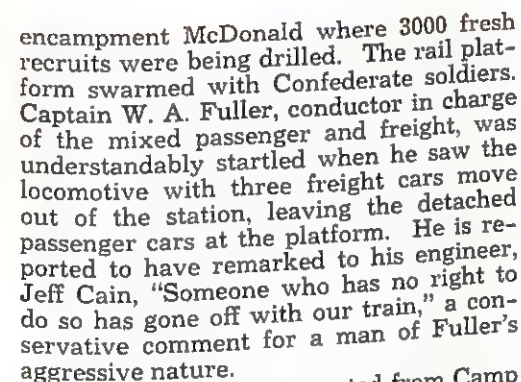 encampment McDonald where 3000 fresh
recruits were being drilled. The rail plat-
form swarmed with Confederate soldiers.
Captain W. A. Fuller, conductor in charge
of the mixed passenger and freight, was
understandably startled when he saw the
locomotive with three freight cars move
out of the station, leaving the detached
passenger cars at the platform. He is re-
ported to have remarked to his engineer,
Jeff Cain, “Someone who has no right to
do so has gone off with our train,” a con-
servative comment for a man of Fuller’s
aggressive nature.
from Camp